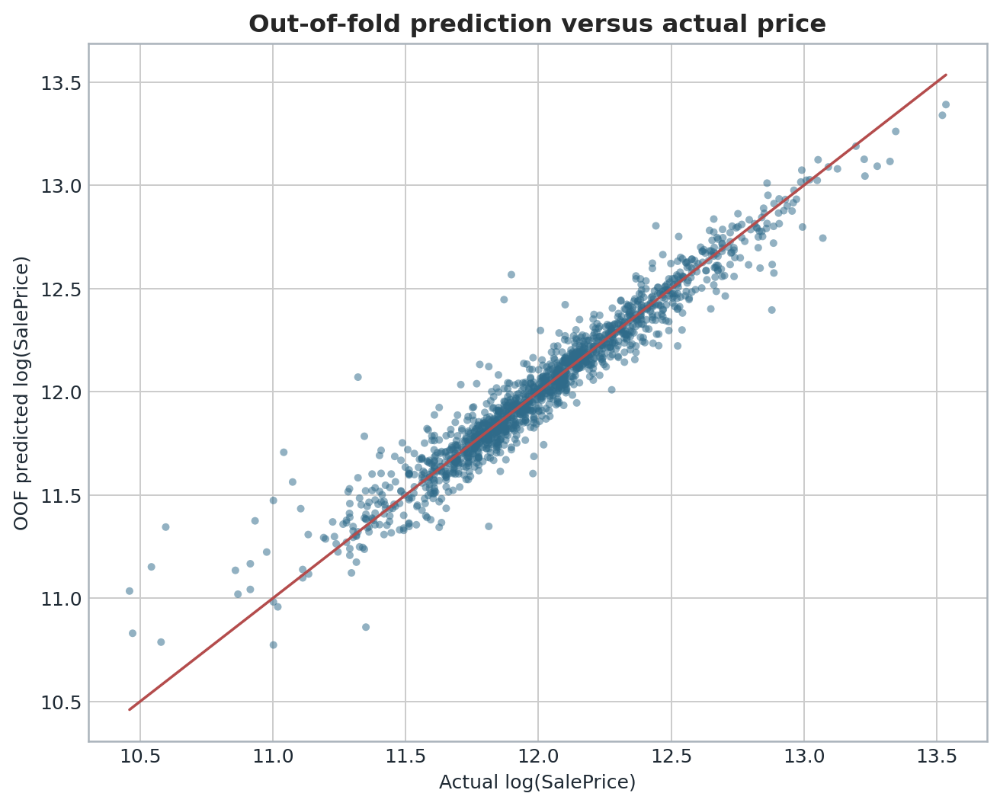 Out-of-fold prediction versus actual price
OOF predicted log(SalePrice)
13.5
13.0
12.5
12.0
11.5
11.0
10.5
10.5 11.0 11.5 12.0 12.5 13.0 13.5
Actual log(SalePrice)